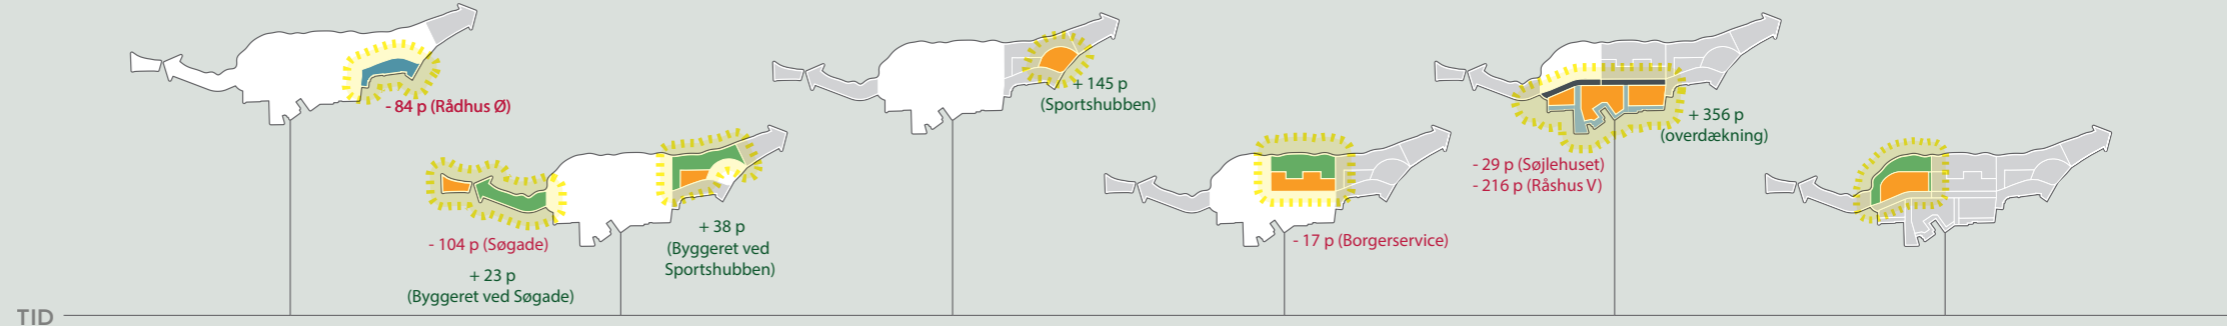 - 84 p (Rådhus Ø)
- 104 p (Søgade)
+ 23 p
(Byggeret ved Søgade)
+ 38 p
(Byggeret ved
Sportshubben)
+ 145 p
(Sportshubben)
- 17 p (Borgerservice)
- 29 p (Søjlehuset)
- 216 p (Råshus V)
+ 356 p
(overdækning)
TID